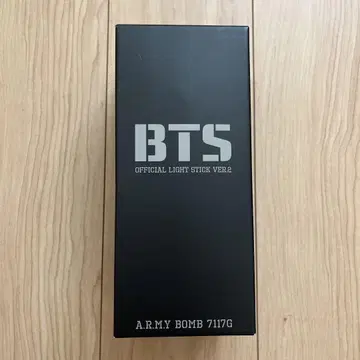 BTS
OFFICIAL LIGHT STICK VER.2
A.R.M.Y BOMB 7117G